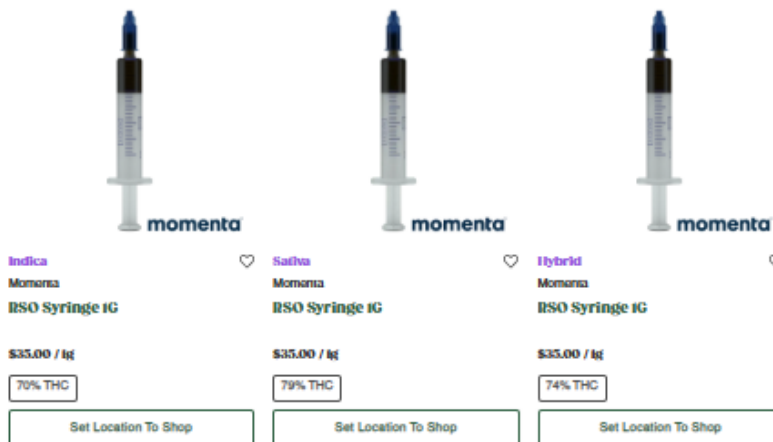 momenta
momenta
momenta
Indica
Momenta
RSO Syringe 1G
$35.00 / 1g
70% THC
Set Location To Shop
Sativa
Momenta
RSO Syringe 1G
$35.00 / 1g
79% THC
Set Location To Shop
Hybrid
Momenta
RSO Syringe 1G
$35.00 / 1g
74% THC
Set Location To Shop